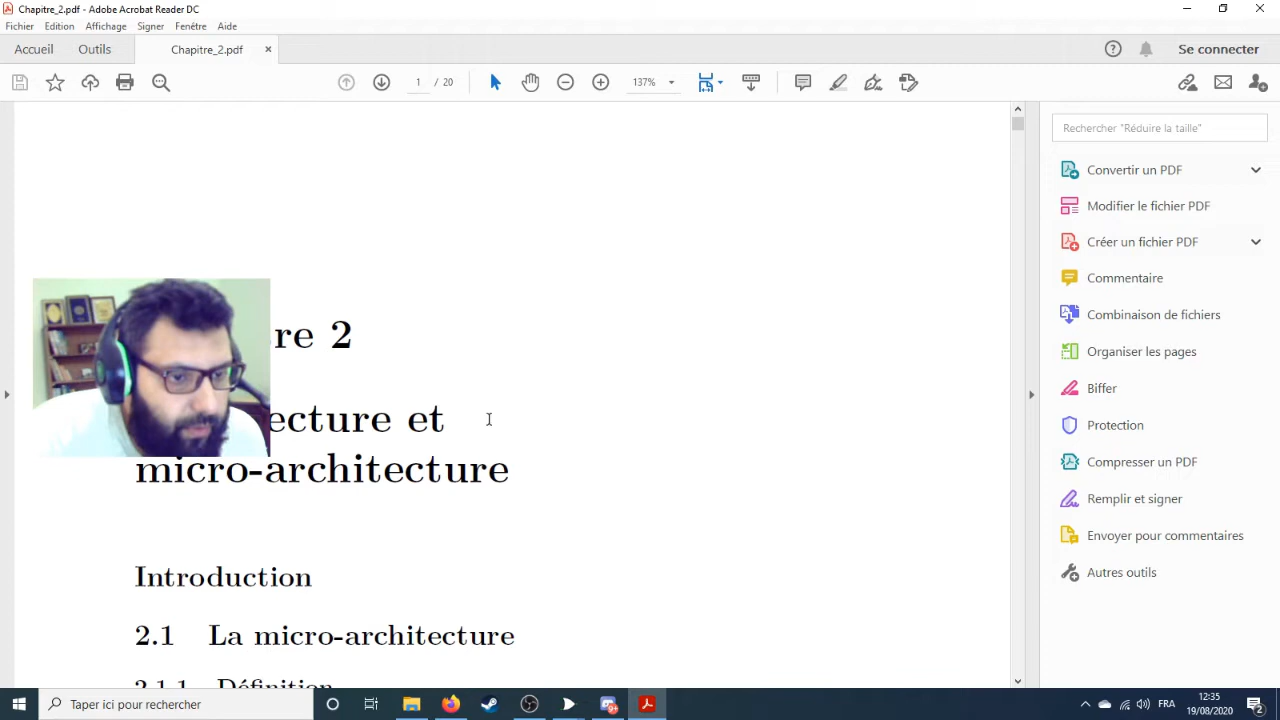 Chapitre_2.pdf - Adobe Acrobat Reader DC
Fichier Edition Affichage Signer Fenêtre Aide
Accueil Outils Chapitre_2.pdf × Se connecter
1 / 20 137%
Rechercher "Réduire la taille"
Convertir un PDF
Modifier le fichier PDF
Créer un fichier PDF
Commentaire
Combinaison de fichiers
Organiser les pages
Biffer
Protection
Compresser un PDF
Remplir et signer
Envoyer pour commentaires
Autres outils
re 2
ecture et
micro-architecture
Introduction
2.1 La micro-architecture
2.1.1 Définition
Taper ici pour rechercher
FRA
12:35
19/08/2020